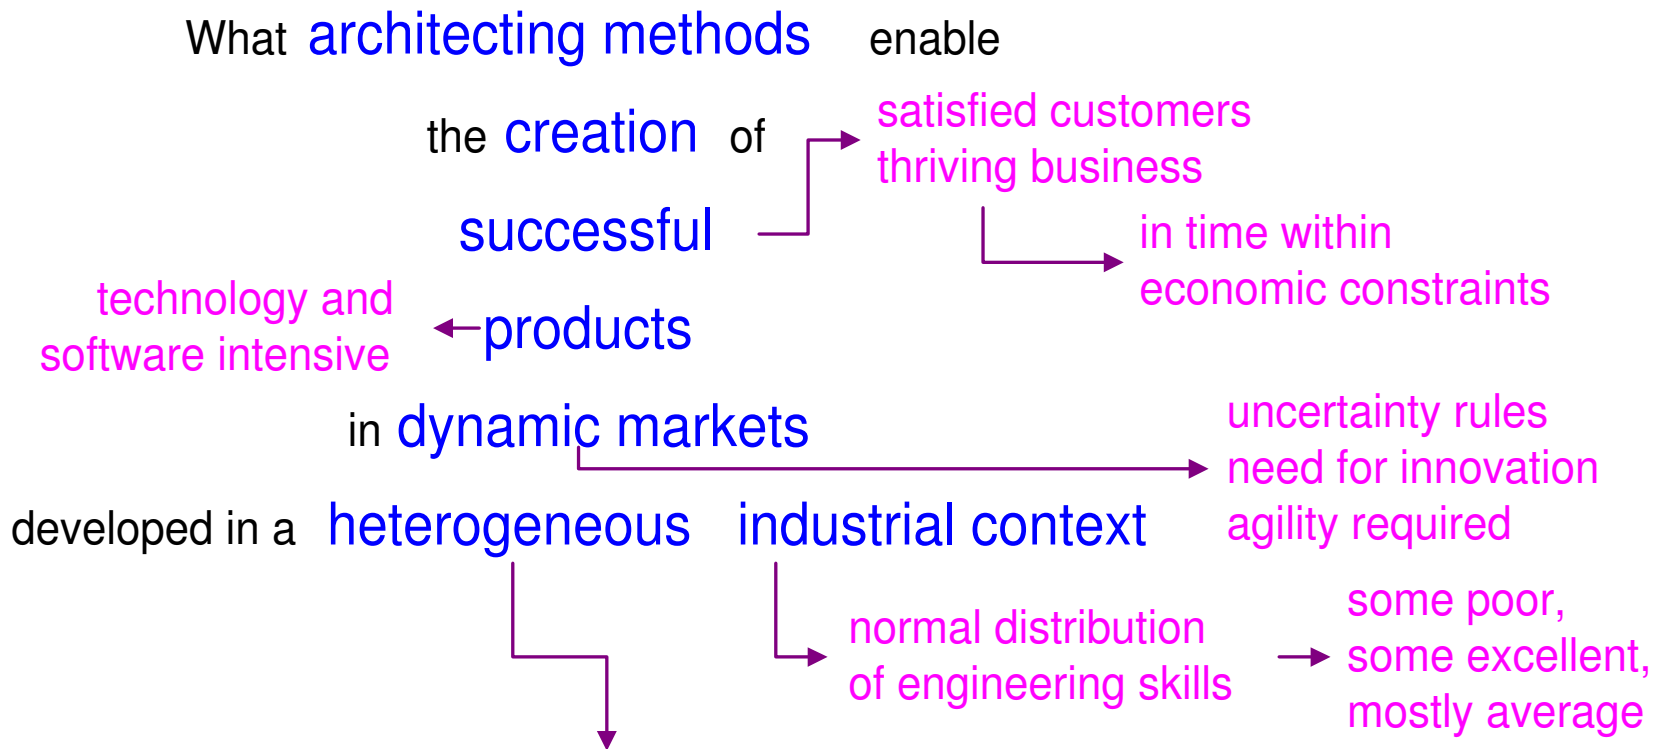 What architecting methods enable
the creation of
satisfied customers
thriving business
successful
in time within
economic constraints
technology and
software intensive
products
in dynamic markets
uncertainty rules
need for innovation
agility required
developed in a heterogeneous industrial context
normal distribution
of engineering skills
some poor,
some excellent,
mostly average